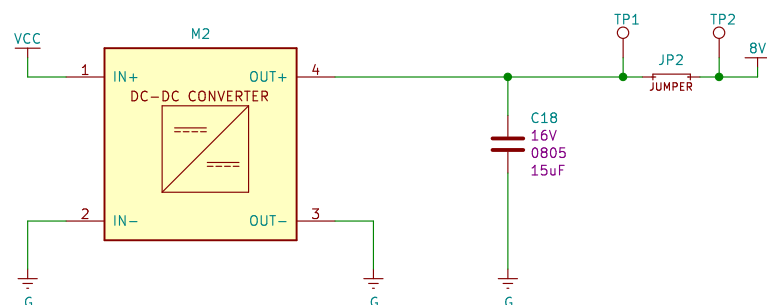 TP1 TP2
VCC M2 8V
JP2
1 IN+ OUT+ 4
JUMPER
DC-DC CONVERTER
C18
16V
0805
15uF
2 IN- OUT- 3
G G G